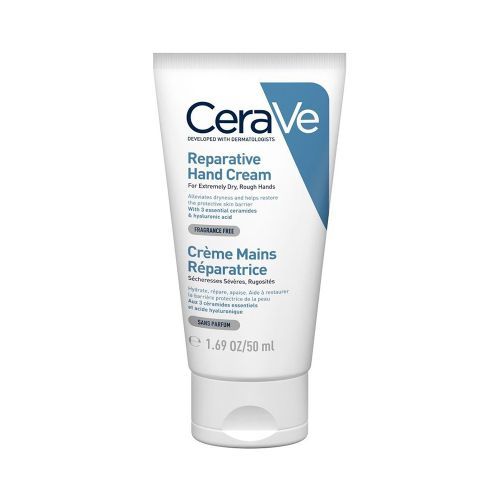 CeraVe
DEVELOPED WITH DERMATOLOGISTS
Reparative
Hand Cream
For Extremely Dry, Rough Hands
Alleviates dryness and helps restore
the protective skin barrier
With 3 essential ceramides
& hyaluronic acid
FRAGRANCE FREE
Crème Mains
Réparatrice
Sécheresses Sévères, Rugosités
Hydrate, répare, apaise. Aide à restaurer
la barrière protectrice de la peau
Aux 3 céramides essentiels
et acide hyaluronique
SANS PARFUM
℮ 1.69 OZ/50 ml